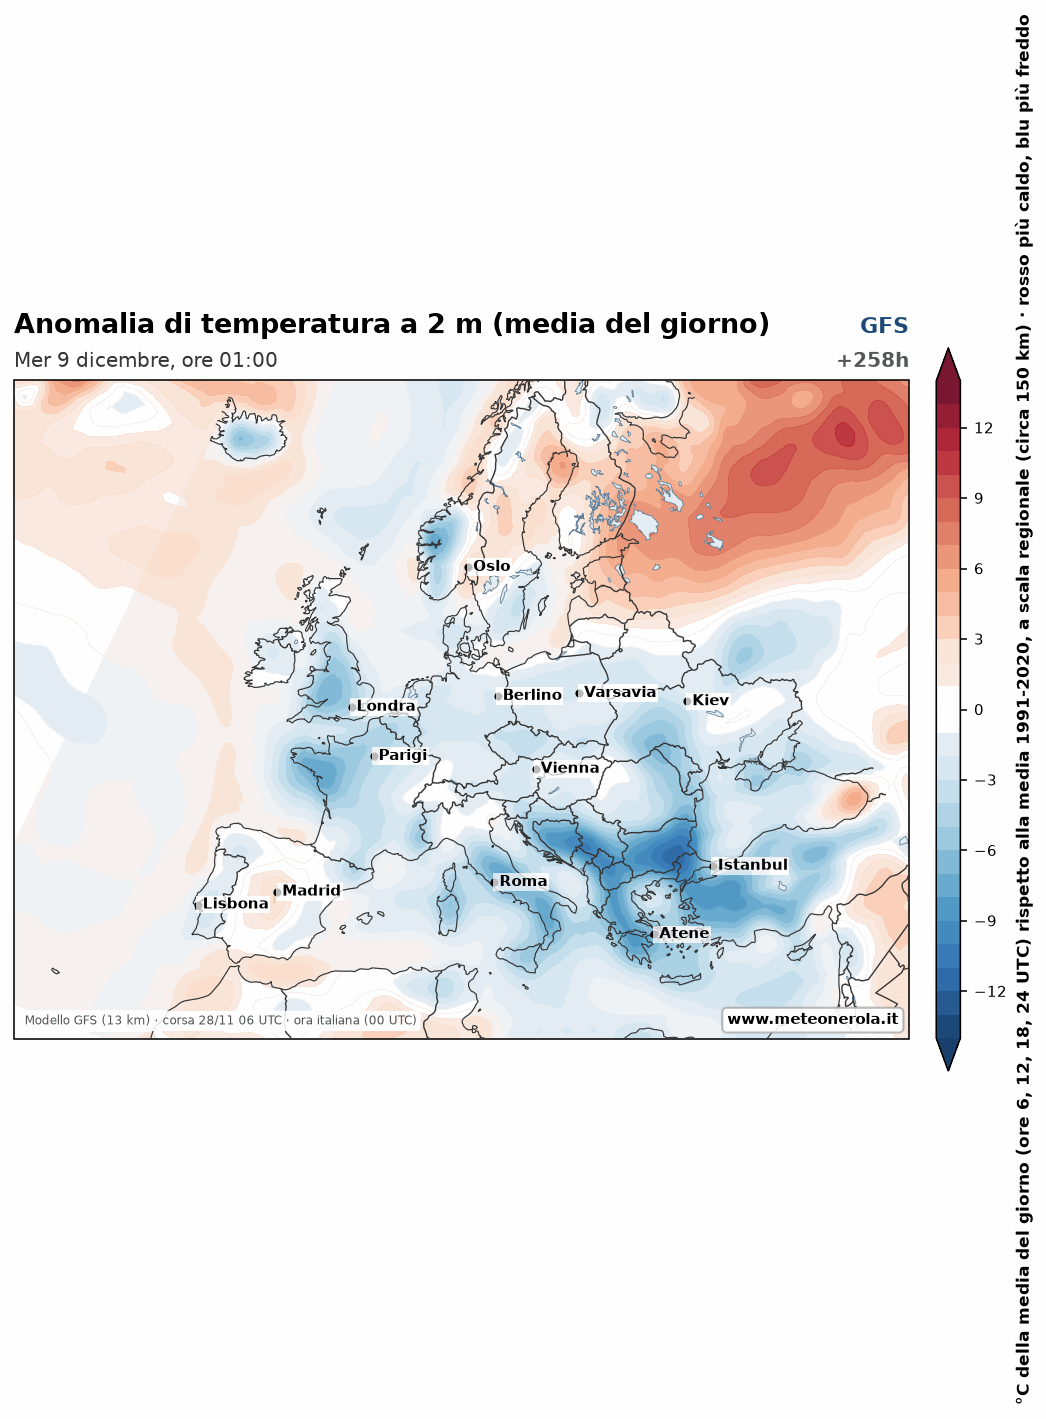 Anomalia di temperatura a 2 m (media del giorno)
GFS
Mer 9 dicembre, ore 01:00
+258h
Oslo
Londra
Berlino
Varsavia
Kiev
Parigi
Vienna
Istanbul
Roma
Madrid
Lisbona
Atene
Modello GFS (13 km) · corsa 28/11 06 UTC · ora italiana (00 UTC)
www.meteonerola.it
12
9
6
3
0
−3
−6
−9
−12
°C della media del giorno (ore 6, 12, 18, 24 UTC) rispetto alla media 1991-2020, a scala regionale (circa 150 km) · rosso più caldo, blu più freddo